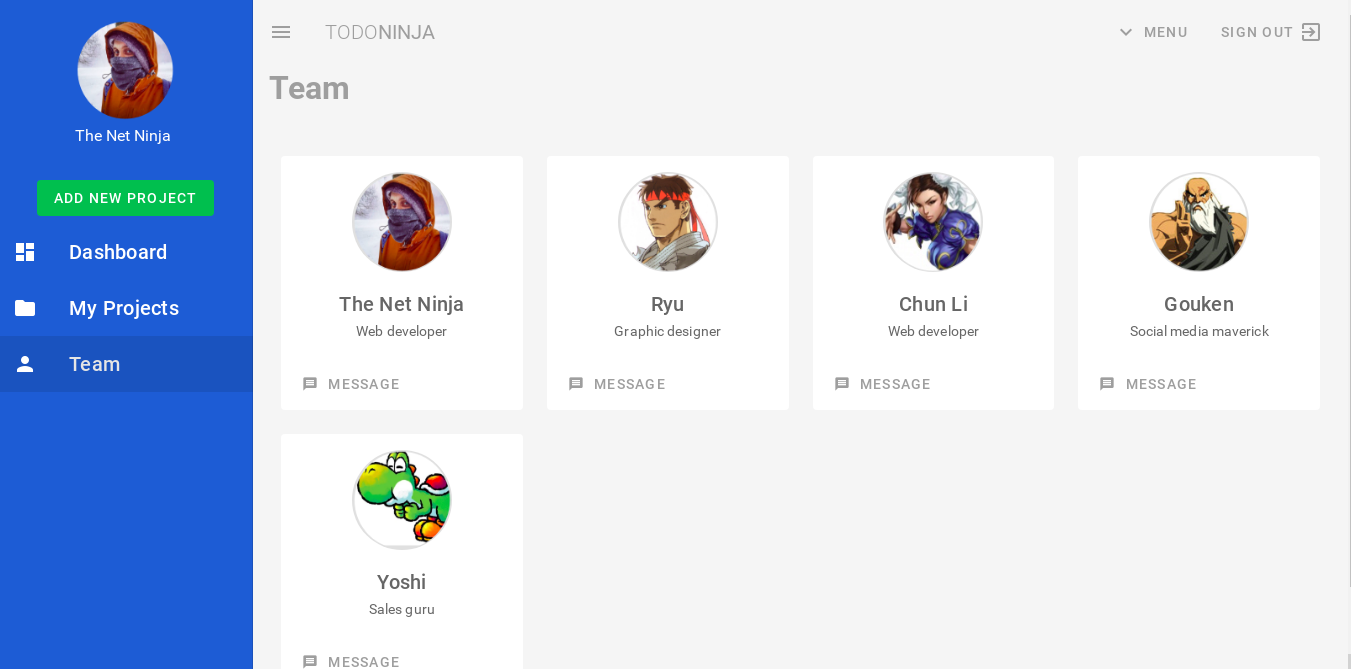 The Net Ninja
ADD NEW PROJECT
Dashboard
My Projects
Team
TODONINJA
MENU
SIGN OUT
Team
The Net Ninja
Web developer
MESSAGE
Ryu
Graphic designer
MESSAGE
Chun Li
Web developer
MESSAGE
Gouken
Social media maverick
MESSAGE
Yoshi
Sales guru
MESSAGE